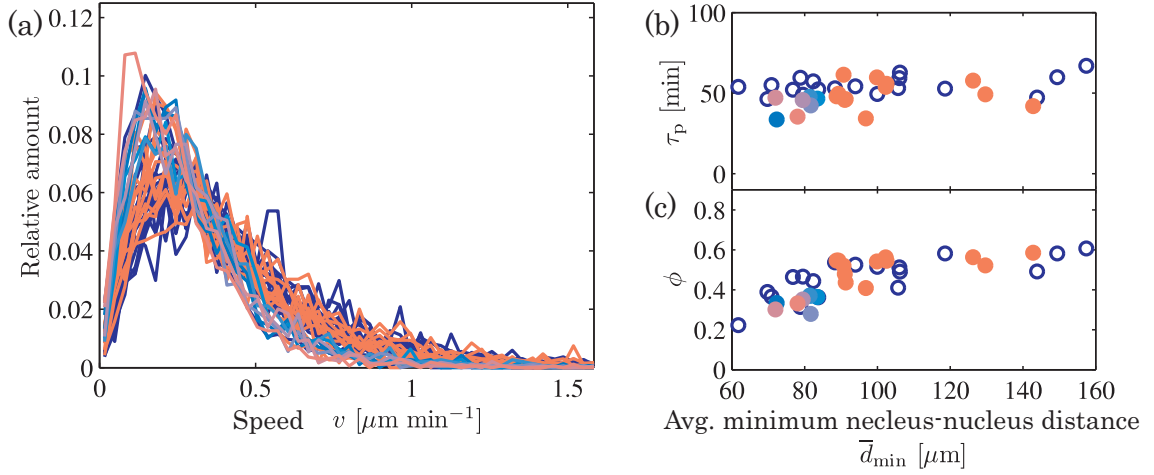 (a)
0.12
0.1
0.08
0.06
0.04
0.02
0
Relative amount
0
0.5
1
1.5
Speed v [μm min⁻¹]
(b)
100
50
0
τp [min]
(c)
0.8
0.6
0.4
0.2
0
ϕ
60
80
100
120
140
160
Avg. minimum necleus-nucleus distance
d̅min [μm]